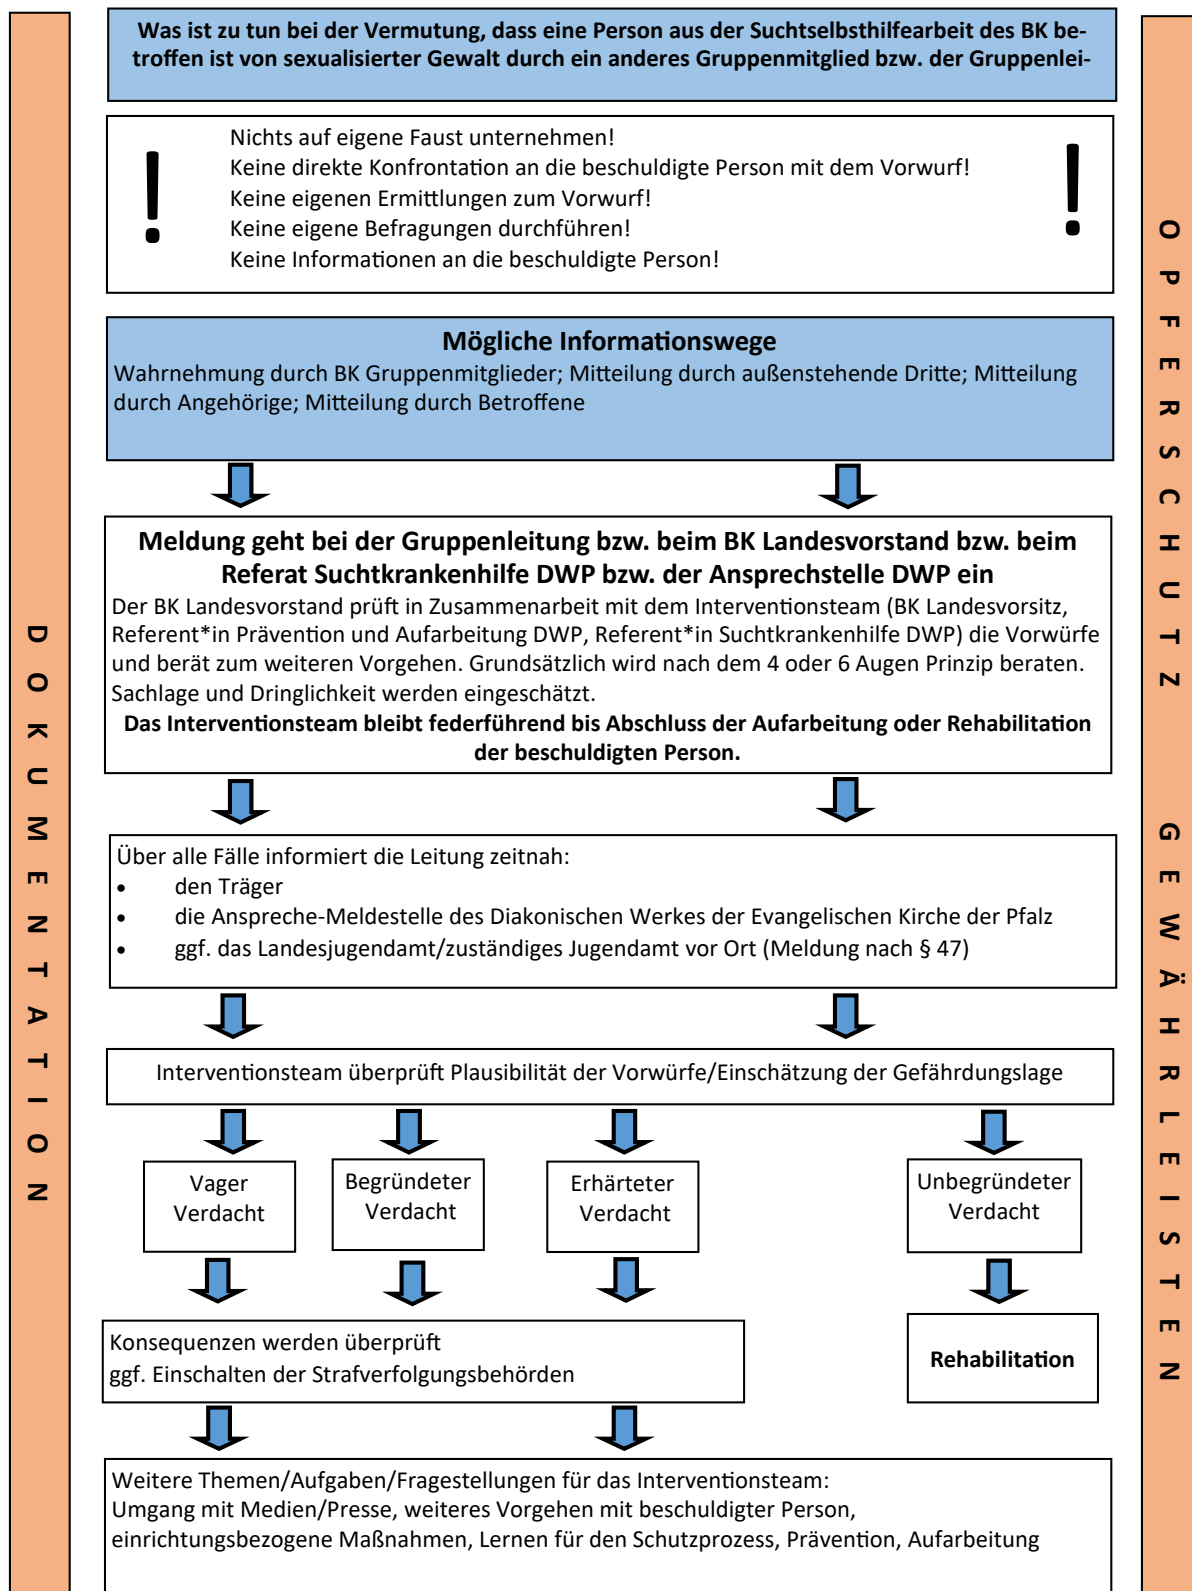 Was ist zu tun bei der Vermutung, dass eine Person aus der Suchtselbsthilfearbeit des BK be-
troffen ist von sexualisierter Gewalt durch ein anderes Gruppenmitglied bzw. der Gruppenlei-
!
Nichts auf eigene Faust unternehmen!
Keine direkte Konfrontation an die beschuldigte Person mit dem Vorwurf!
Keine eigenen Ermittlungen zum Vorwurf!
Keine eigene Befragungen durchführen!
Keine Informationen an die beschuldigte Person!
!
Mögliche Informationswege
Wahrnehmung durch BK Gruppenmitglieder; Mitteilung durch außenstehende Dritte; Mitteilung
durch Angehörige; Mitteilung durch Betroffene
Meldung geht bei der Gruppenleitung bzw. beim BK Landesvorstand bzw. beim
Referat Suchtkrankenhilfe DWP bzw. der Ansprechstelle DWP ein
Der BK Landesvorstand prüft in Zusammenarbeit mit dem Interventionsteam (BK Landesvorsitz,
Referent*in Prävention und Aufarbeitung DWP, Referent*in Suchtkrankenhilfe DWP) die Vorwürfe
und berät zum weiteren Vorgehen. Grundsätzlich wird nach dem 4 oder 6 Augen Prinzip beraten.
Sachlage und Dringlichkeit werden eingeschätzt.
Das Interventionsteam bleibt federführend bis Abschluss der Aufarbeitung oder Rehabilitation
der beschuldigten Person.
Über alle Fälle informiert die Leitung zeitnah:
• den Träger
• die Anspreche-Meldestelle des Diakonischen Werkes der Evangelischen Kirche der Pfalz
• ggf. das Landesjugendamt/zuständiges Jugendamt vor Ort (Meldung nach § 47)
Interventionsteam überprüft Plausibilität der Vorwürfe/Einschätzung der Gefährdungslage
Vager
Verdacht
Begründeter
Verdacht
Erhärteter
Verdacht
Unbegründeter
Verdacht
Konsequenzen werden überprüft
ggf. Einschalten der Strafverfolgungsbehörden
Rehabilitation
Weitere Themen/Aufgaben/Fragestellungen für das Interventionsteam:
Umgang mit Medien/Presse, weiteres Vorgehen mit beschuldigter Person,
einrichtungsbezogene Maßnahmen, Lernen für den Schutzprozess, Prävention, Aufarbeitung
DOKUMENTATION
OPFERSCHUTZ GEWÄHRLEISTEN